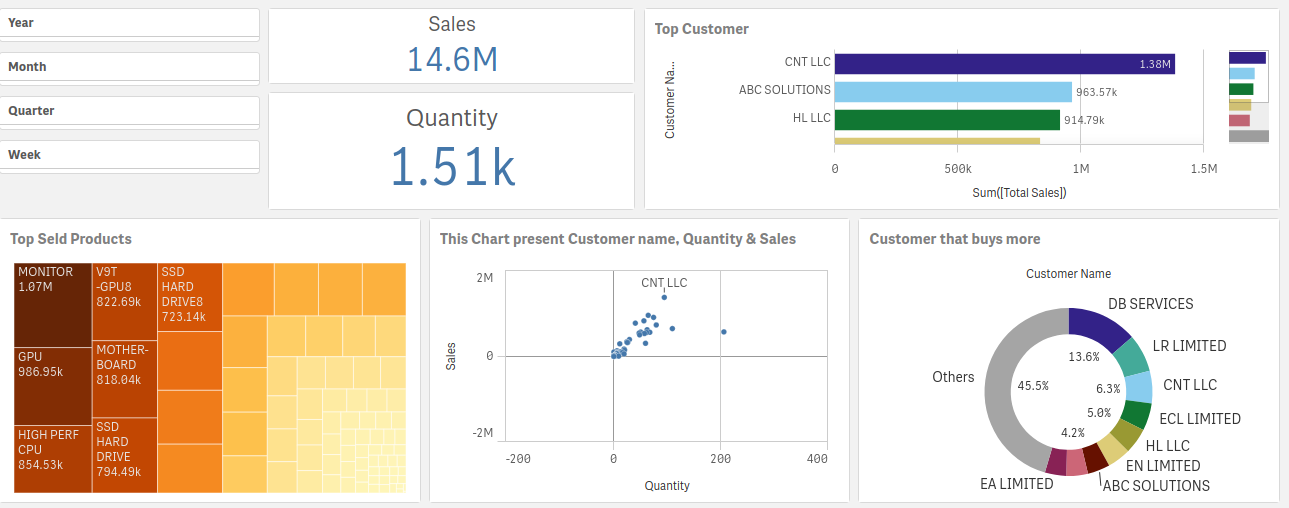 Year
Month
Quarter
Week
Sales
14.6M
Quantity
1.51k
Top Customer
Customer Na...
CNT LLC
1.38M
ABC SOLUTIONS
963.57k
HL LLC
914.79k
0
500k
1M
1.5M
Sum([Total Sales])
Top Seld Products
MONITOR
1.07M
GPU
986.95k
HIGH PERF
CPU
854.53k
V9T
-GPU8
822.69k
MOTHER-
BOARD
818.04k
SSD
HARD
DRIVE
794.49k
SSD
HARD
DRIVE8
723.14k
This Chart present Customer name, Quantity & Sales
Sales
2M
0
-2M
CNT LLC
-200
0
200
400
Quantity
Customer that buys more
Customer Name
DB SERVICES
LR LIMITED
CNT LLC
ECL LIMITED
HL LLC
EN LIMITED
ABC SOLUTIONS
EA LIMITED
Others
13.6%
6.3%
5.0%
4.2%
45.5%